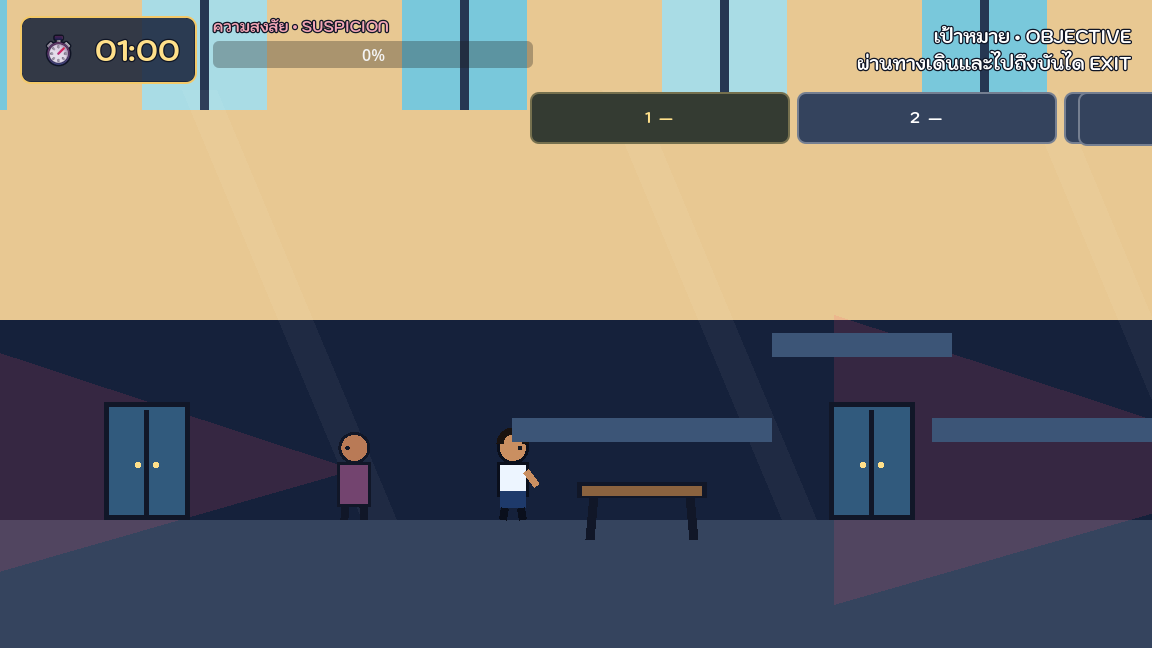 01:00
ความสงสัย • SUSPICION
0%
เป้าหมาย • OBJECTIVE
ผ่านทางเดินและไปถึงบันได EXIT
1 —
2 —